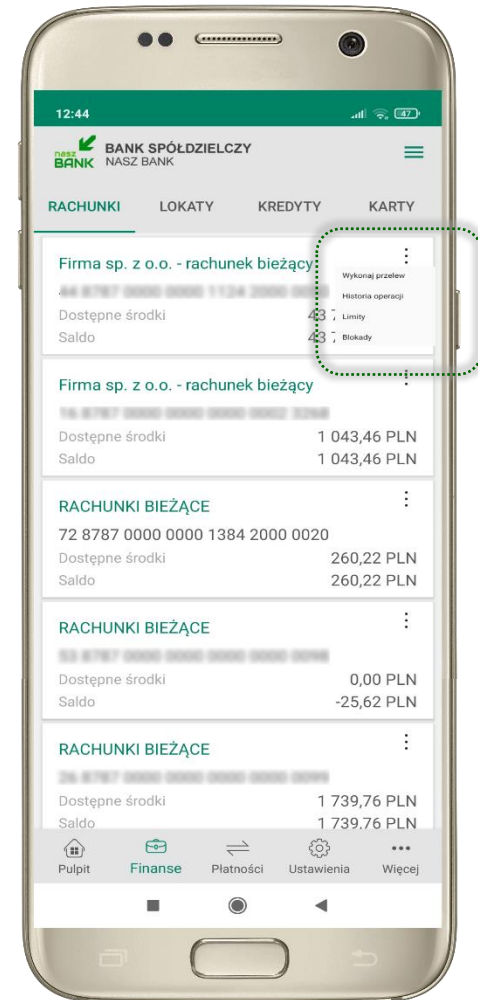 12:44
47
nasz BANK
BANK SPÓŁDZIELCZY
NASZ BANK
RACHUNKI LOKATY KREDYTY KARTY
Firma sp. z o.o. - rachunek bieżący
Wykonaj przelew
Historia operacji
Dostępne środki 43 7
Limity
Saldo 43 7
Blokady
Firma sp. z o.o. - rachunek bieżący
Dostępne środki 1 043,46 PLN
Saldo 1 043,46 PLN
RACHUNKI BIEŻĄCE
72 8787 0000 0000 1384 2000 0020
Dostępne środki 260,22 PLN
Saldo 260,22 PLN
RACHUNKI BIEŻĄCE
Dostępne środki 0,00 PLN
Saldo -25,62 PLN
RACHUNKI BIEŻĄCE
Dostępne środki 1 739,76 PLN
Saldo 1 739,76 PLN
Pulpit Finanse Płatności Ustawienia Więcej